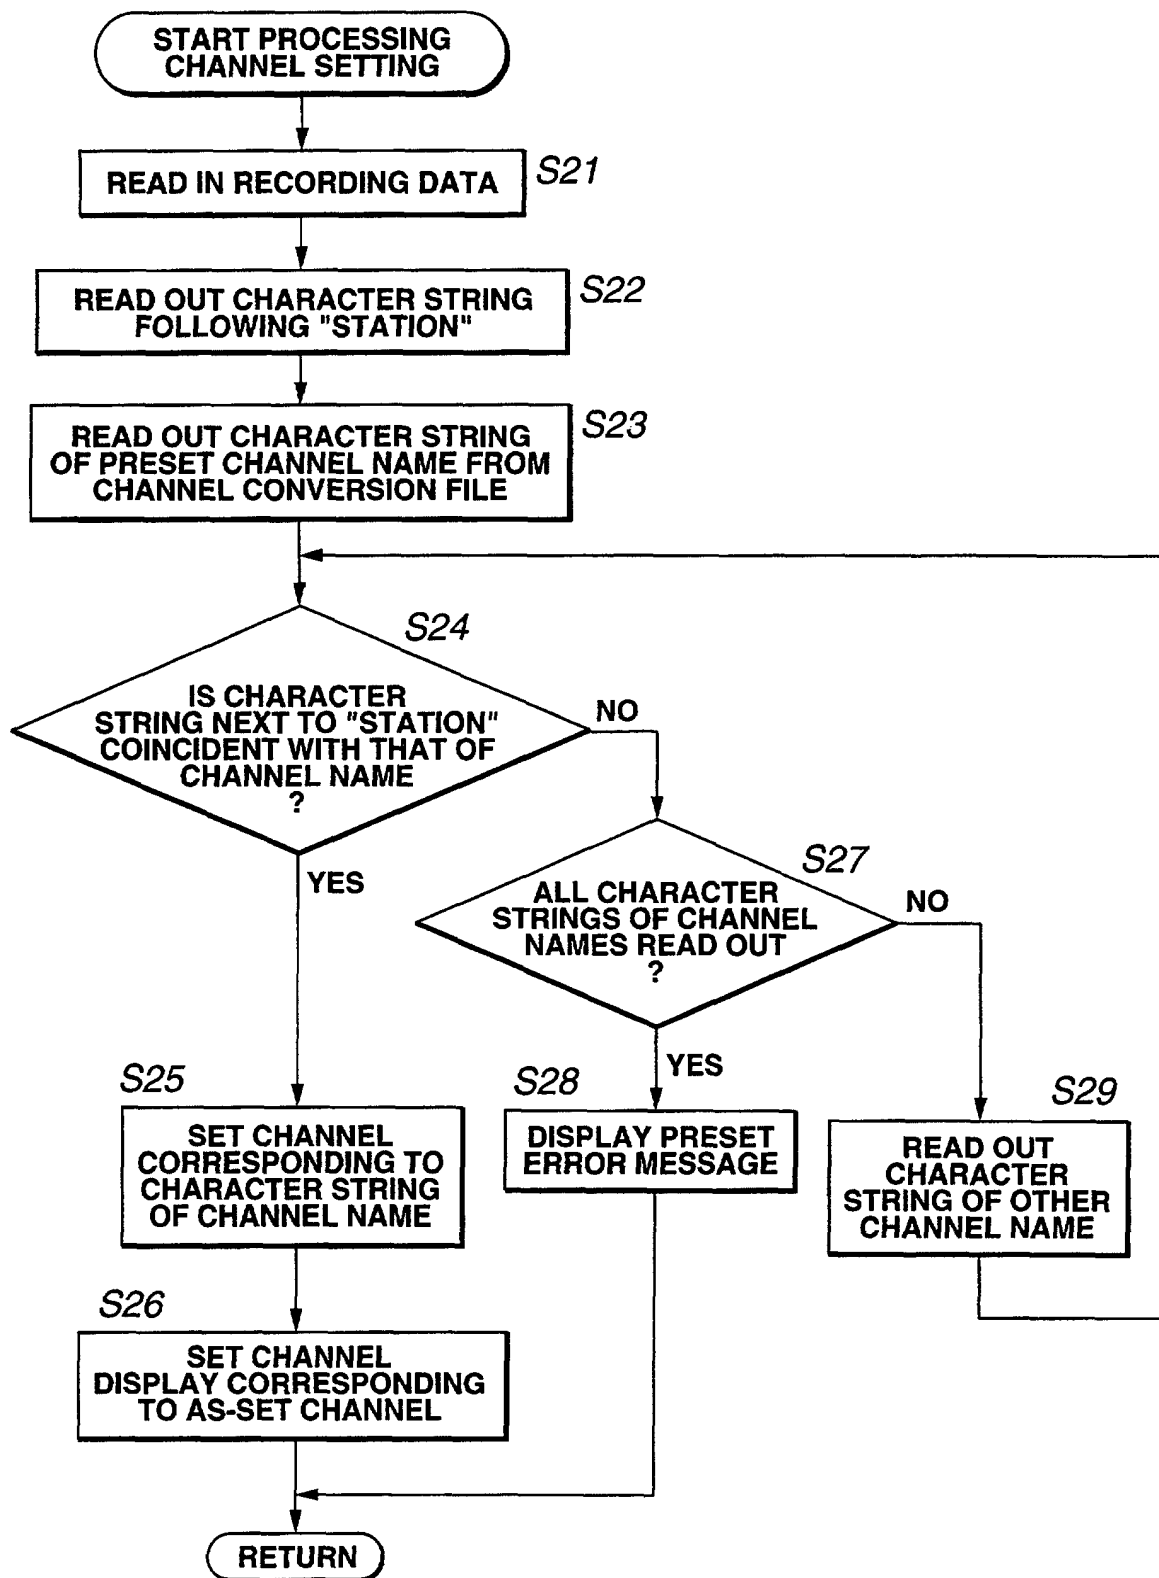 START PROCESSING
CHANNEL SETTING
READ IN RECORDING DATA
S21
READ OUT CHARACTER STRING
FOLLOWING "STATION"
S22
READ OUT CHARACTER STRING
OF PRESET CHANNEL NAME FROM
CHANNEL CONVERSION FILE
S23
S24
IS CHARACTER
STRING NEXT TO "STATION"
COINCIDENT WITH THAT OF
CHANNEL NAME
?
NO
YES
S27
ALL CHARACTER
STRINGS OF CHANNEL
NAMES READ OUT
?
NO
YES
S25
SET CHANNEL
CORRESPONDING TO
CHARACTER STRING
OF CHANNEL NAME
S28
DISPLAY PRESET
ERROR MESSAGE
S29
READ OUT
CHARACTER
STRING OF OTHER
CHANNEL NAME
S26
SET CHANNEL
DISPLAY CORRESPONDING
TO AS-SET CHANNEL
RETURN